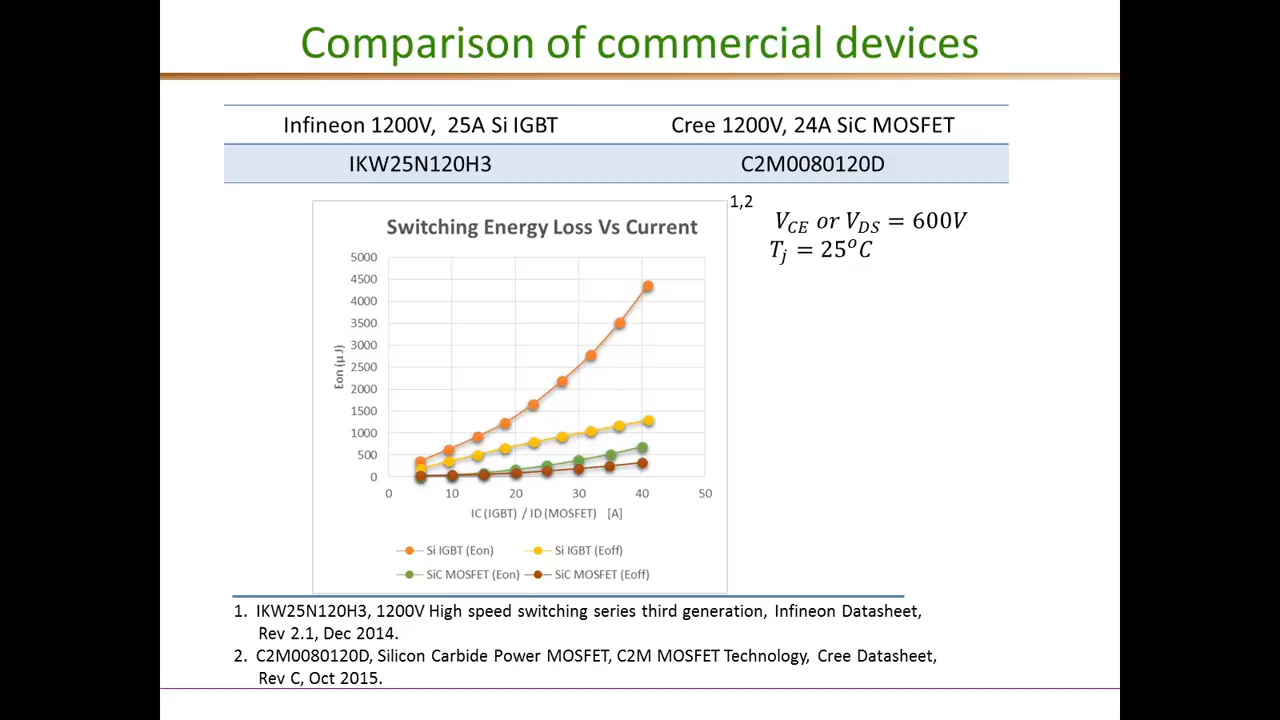 Comparison of commercial devices
Infineon 1200V, 25A Si IGBT
Cree 1200V, 24A SiC MOSFET
IKW25N120H3
C2M0080120D
1,2
V_CE or V_DS = 600V
T_j = 25°C
Switching Energy Loss Vs Current
5000
4500
4000
3500
3000
2500
2000
1500
1000
500
0
Eon (µJ)
0 10 20 30 40 50
IC (IGBT) / ID (MOSFET) [A]
Si IGBT (Eon) Si IGBT (Eoff)
SiC MOSFET (Eon) SiC MOSFET (Eoff)
1. IKW25N120H3, 1200V High speed switching series third generation, Infineon Datasheet,
Rev 2.1, Dec 2014.
2. C2M0080120D, Silicon Carbide Power MOSFET, C2M MOSFET Technology, Cree Datasheet,
Rev C, Oct 2015.